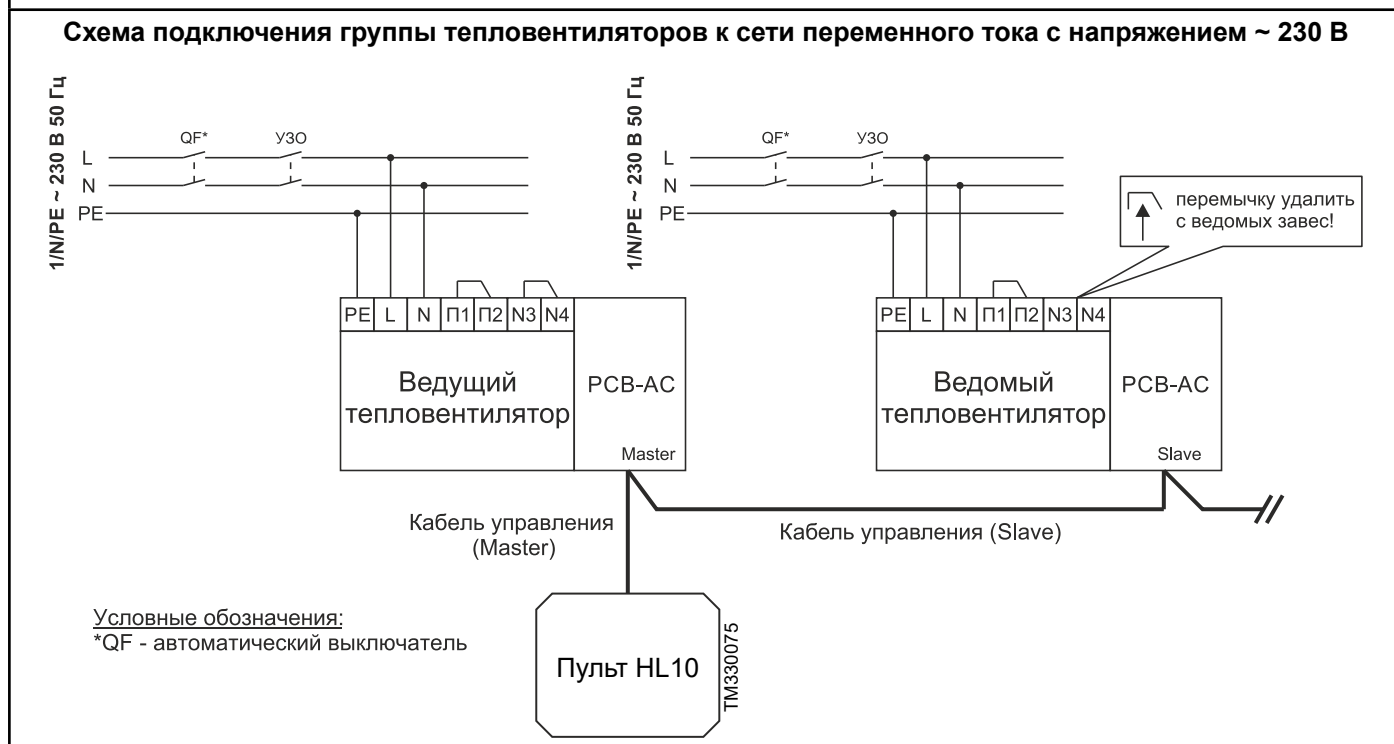 Схема подключения группы тепловентиляторов к сети переменного тока с напряжением ~ 230 В
1/N/PE ~ 230 В 50 Гц
QF*
УЗО
L
N
PE
1/N/PE ~ 230 В 50 Гц
QF*
УЗО
L
N
PE
перемычку удалить
с ведомых завес!
PE L N П1 П2 N3 N4
Ведущий
тепловентилятор
PCB-AC
Master
PE L N П1 П2 N3 N4
Ведомый
тепловентилятор
PCB-AC
Slave
Кабель управления
(Master)
Кабель управления (Slave)
Условные обозначения:
*QF - автоматический выключатель
Пульт HL10
TM330075